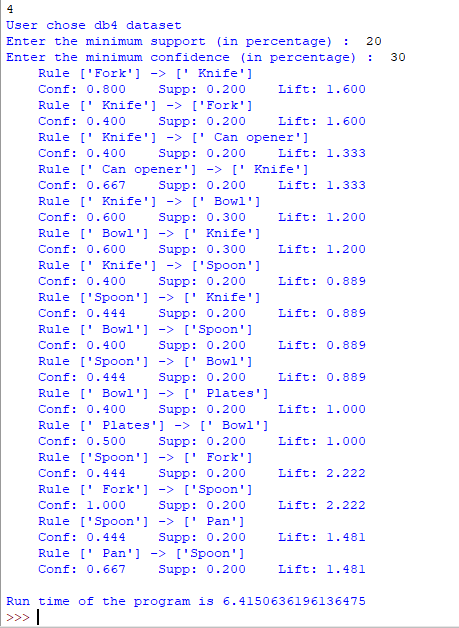 4
User chose db4 dataset
Enter the minimum support (in percentage) :  20
Enter the minimum confidence (in percentage) :  30
    Rule ['Fork'] -> [' Knife']
    Conf: 0.800    Supp: 0.200    Lift: 1.600
    Rule [' Knife'] -> ['Fork']
    Conf: 0.400    Supp: 0.200    Lift: 1.600
    Rule [' Knife'] -> [' Can opener']
    Conf: 0.400    Supp: 0.200    Lift: 1.333
    Rule [' Can opener'] -> [' Knife']
    Conf: 0.667    Supp: 0.200    Lift: 1.333
    Rule [' Knife'] -> [' Bowl']
    Conf: 0.600    Supp: 0.300    Lift: 1.200
    Rule [' Bowl'] -> [' Knife']
    Conf: 0.600    Supp: 0.300    Lift: 1.200
    Rule [' Knife'] -> ['Spoon']
    Conf: 0.400    Supp: 0.200    Lift: 0.889
    Rule ['Spoon'] -> [' Knife']
    Conf: 0.444    Supp: 0.200    Lift: 0.889
    Rule [' Bowl'] -> ['Spoon']
    Conf: 0.400    Supp: 0.200    Lift: 0.889
    Rule ['Spoon'] -> [' Bowl']
    Conf: 0.444    Supp: 0.200    Lift: 0.889
    Rule [' Bowl'] -> [' Plates']
    Conf: 0.400    Supp: 0.200    Lift: 1.000
    Rule [' Plates'] -> [' Bowl']
    Conf: 0.500    Supp: 0.200    Lift: 1.000
    Rule ['Spoon'] -> [' Fork']
    Conf: 0.444    Supp: 0.200    Lift: 2.222
    Rule [' Fork'] -> ['Spoon']
    Conf: 1.000    Supp: 0.200    Lift: 2.222
    Rule ['Spoon'] -> [' Pan']
    Conf: 0.444    Supp: 0.200    Lift: 1.481
    Rule [' Pan'] -> ['Spoon']
    Conf: 0.667    Supp: 0.200    Lift: 1.481
Run time of the program is 6.4150636196136475
>>>